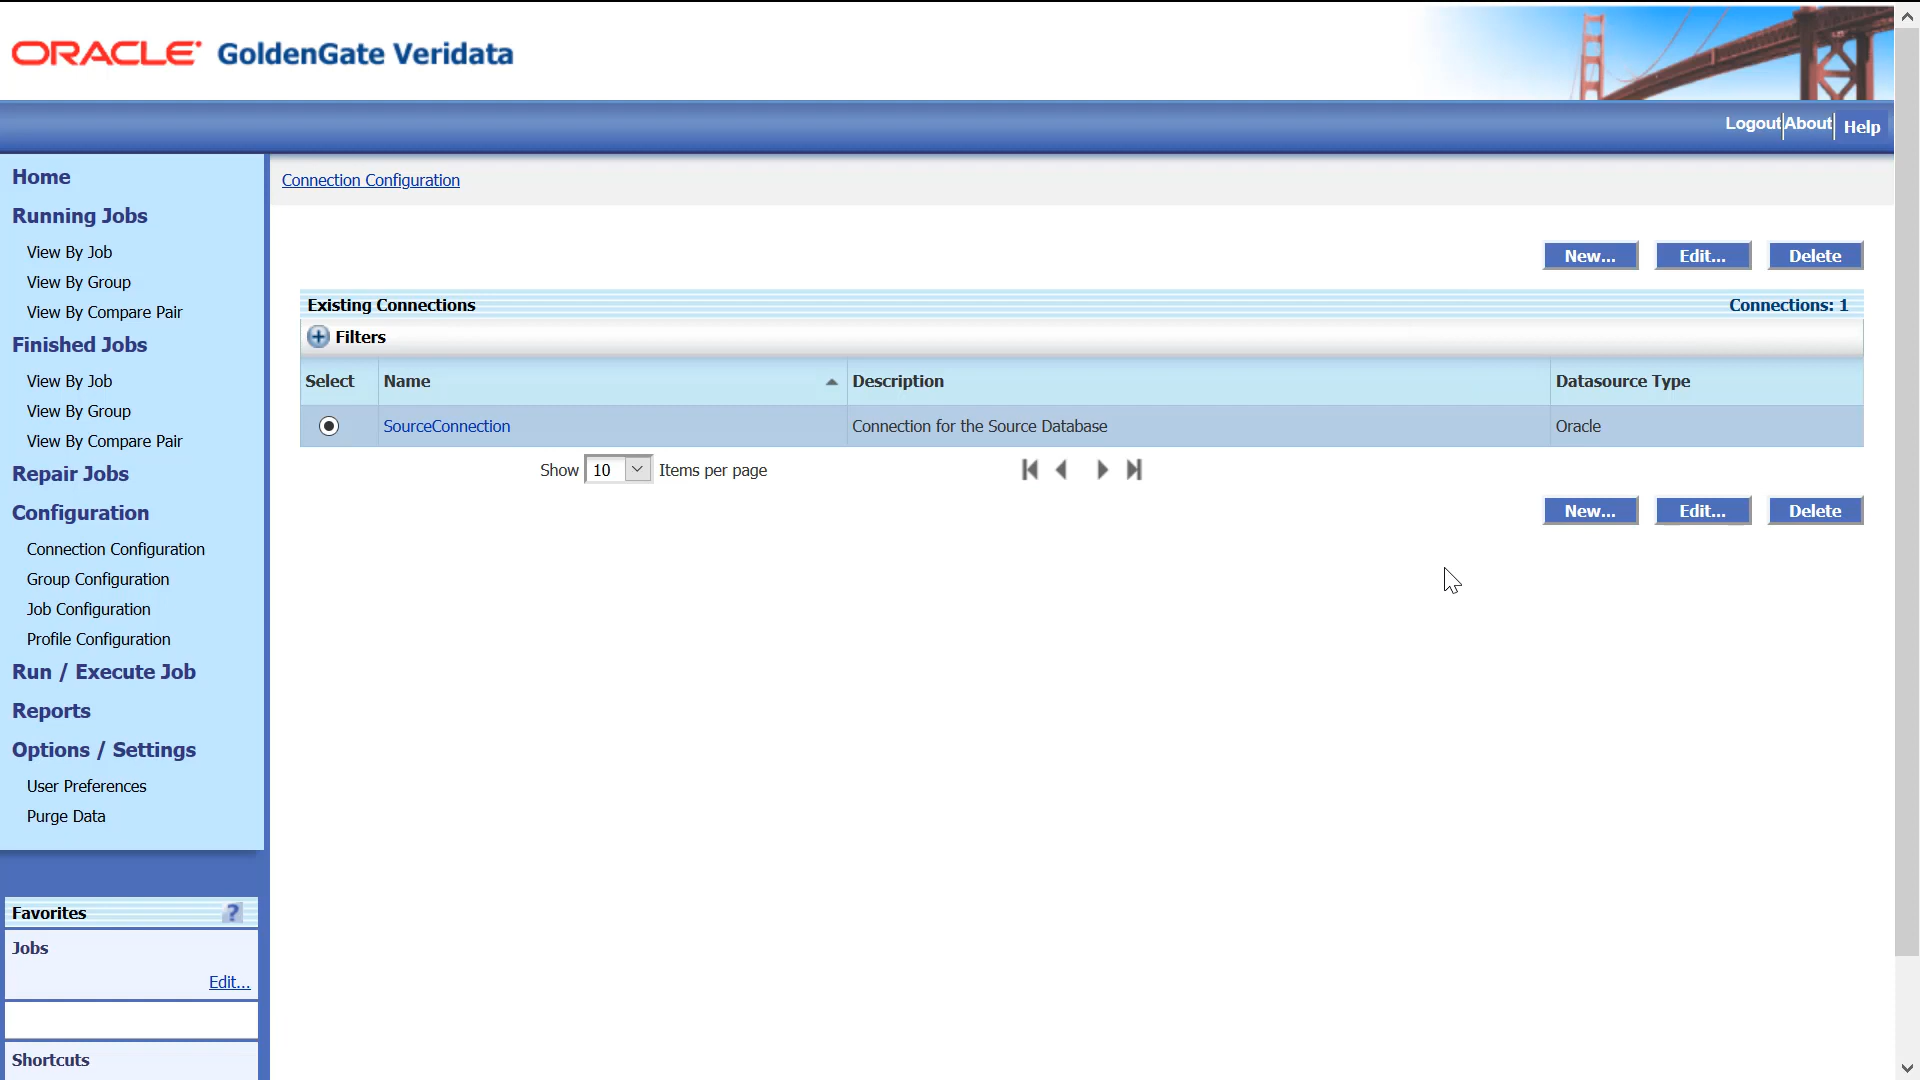 ORACLE GoldenGate Veridata
Logout About Help
Home
Running Jobs
View By Job
View By Group
View By Compare Pair
Finished Jobs
View By Job
View By Group
View By Compare Pair
Repair Jobs
Configuration
Connection Configuration
Group Configuration
Job Configuration
Profile Configuration
Run / Execute Job
Reports
Options / Settings
User Preferences
Purge Data
Favorites ?
Jobs
Edit...
Shortcuts
Connection Configuration
New... Edit... Delete
Existing Connections Connections: 1
Filters
Select Name Description Datasource Type
SourceConnection Connection for the Source Database Oracle
Show 10 Items per page
New... Edit... Delete